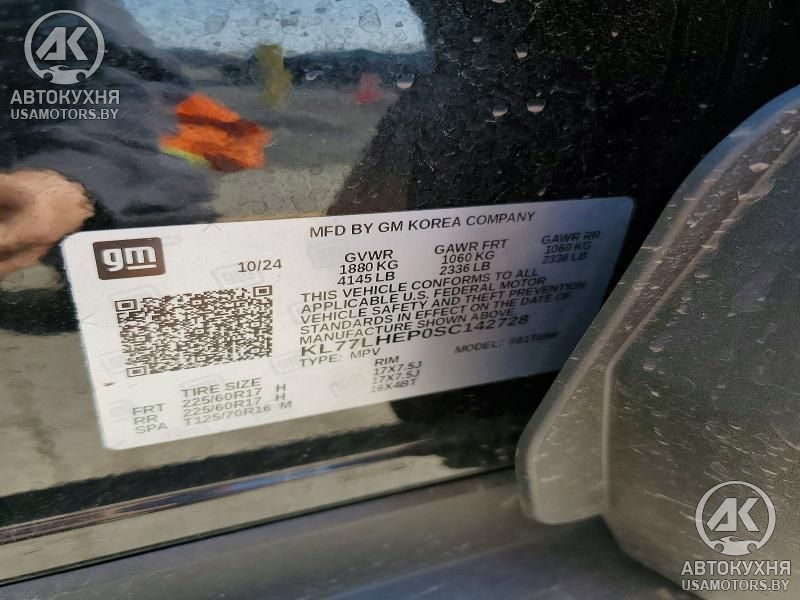 AK
АВТОКУХНЯ
USAMOTORS.BY
MFD BY GM KOREA COMPANY
gm
10/24
GVWR GAWR FRT GAWR RR
1880 KG 1060 KG 1060 KG
4145 LB 2336 LB 2336 LB
THIS VEHICLE CONFORMS TO ALL
APPLICABLE U.S. FEDERAL MOTOR
VEHICLE SAFETY AND THEFT PREVENTION
STANDARDS IN EFFECT ON THE DATE OF
MANUFACTURE SHOWN ABOVE.
KL77LHEP0SC142728
TYPE: MPV MODEL:
TIRE SIZE RIM
FRT 225/60R17 H 17X7.5J
RR 225/60R17 H 17X7.5J
SPA T125/70R16 M 16X4BT
AK
АВТОКУХНЯ
USAMOTORS.BY